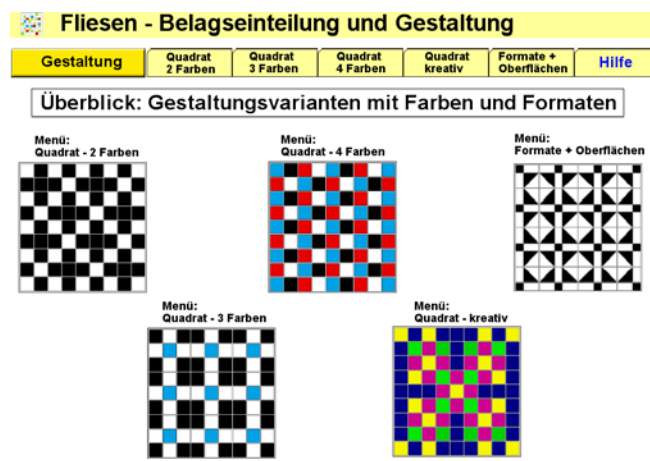 Fliesen - Belagseinteilung und Gestaltung
Gestaltung
Quadrat
2 Farben
Quadrat
3 Farben
Quadrat
4 Farben
Quadrat
kreativ
Formate +
Oberflächen
Hilfe
Überblick: Gestaltungsvarianten mit Farben und Formaten
Menü:
Quadrat - 2 Farben
Menü:
Quadrat - 4 Farben
Menü:
Formate + Oberflächen
Menü:
Quadrat - 3 Farben
Menü:
Quadrat - kreativ